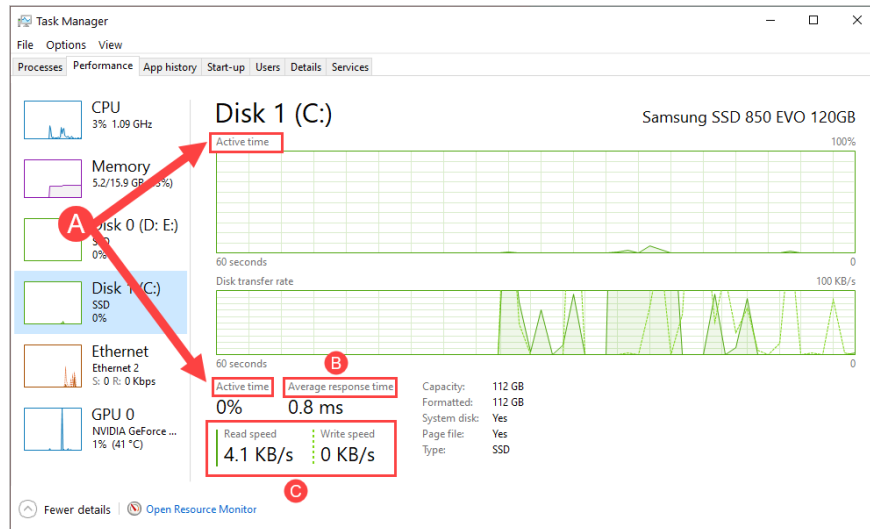 Task Manager
File Options View
Processes Performance App history Start-up Users Details Services
CPU
3% 1.09 GHz
Memory
5.2/15.9 GB
Disk 0 (D: E:)
0%
Disk 1 (C:)
SSD
0%
Ethernet
Ethernet 2
S: 0 R: 0 Kbps
GPU 0
NVIDIA GeForce ...
1% (41 °C)
A
Disk 1 (C:) Samsung SSD 850 EVO 120GB
Active time 100%
60 seconds 0
Disk transfer rate 100 KB/s
60 seconds 0
B
Active time Average response time
0% 0.8 ms
Read speed Write speed
4.1 KB/s 0 KB/s
C
Capacity: 112 GB
Formatted: 112 GB
System disk: Yes
Page file: Yes
Type: SSD
Fewer details Open Resource Monitor